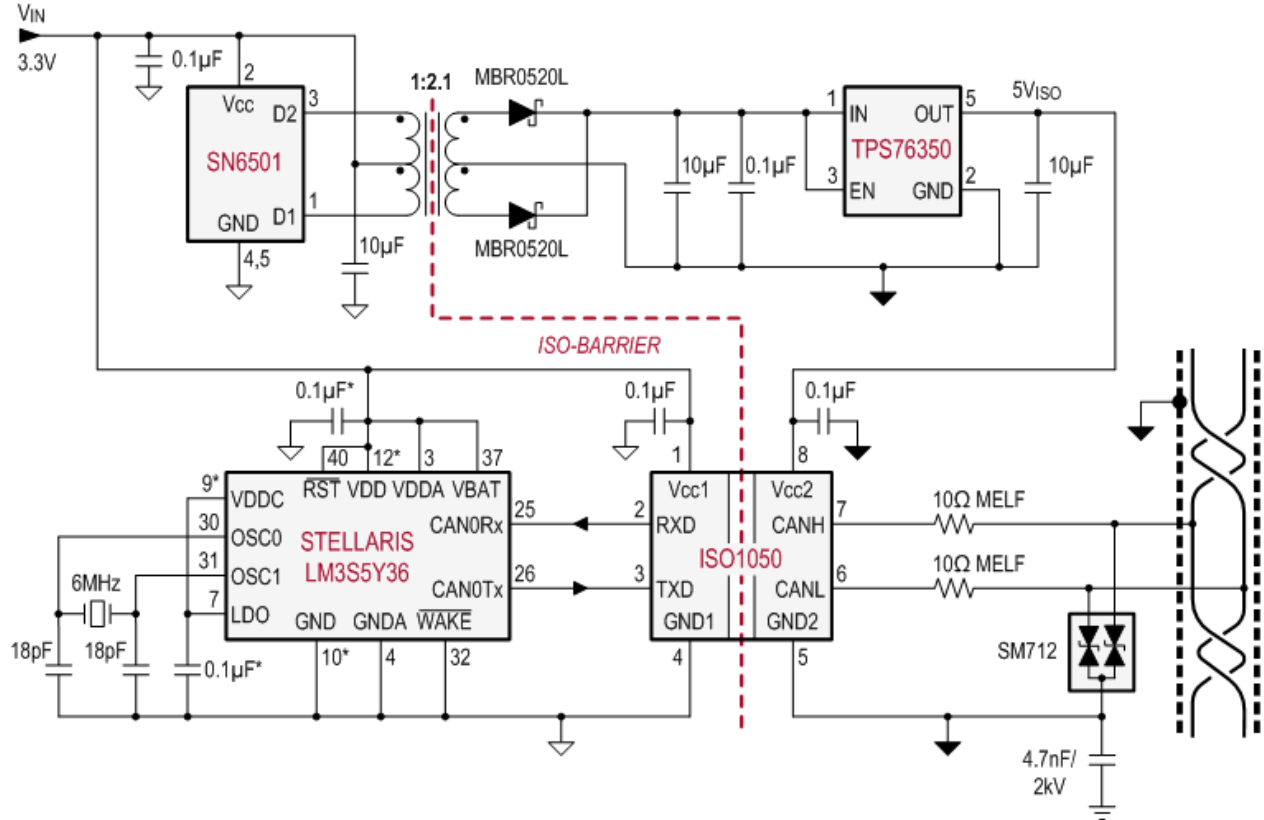 VIN
3.3V
0.1µF
2
Vcc
D2
3
SN6501
D1
1
GND
4,5
10µF
1:2.1
MBR0520L
MBR0520L
10µF
0.1µF
1
IN
OUT
5
TPS76350
3
EN
GND
2
5VISO
10µF
ISO-BARRIER
0.1µF*
0.1µF
0.1µF
40
12*
3
37
9*
VDDC
RST
VDD
VDDA
VBAT
30
OSC0
CAN0Rx
25
STELLARIS
LM3S5Y36
31
OSC1
6MHz
7
LDO
CAN0Tx
26
GND
GNDA
WAKE
18pF
18pF
0.1µF*
10*
4
32
1
8
Vcc1
Vcc2
2
RXD
CANH
7
ISO1050
3
TXD
CANL
6
GND1
GND2
4
5
10Ω MELF
10Ω MELF
SM712
4.7nF/
2kV